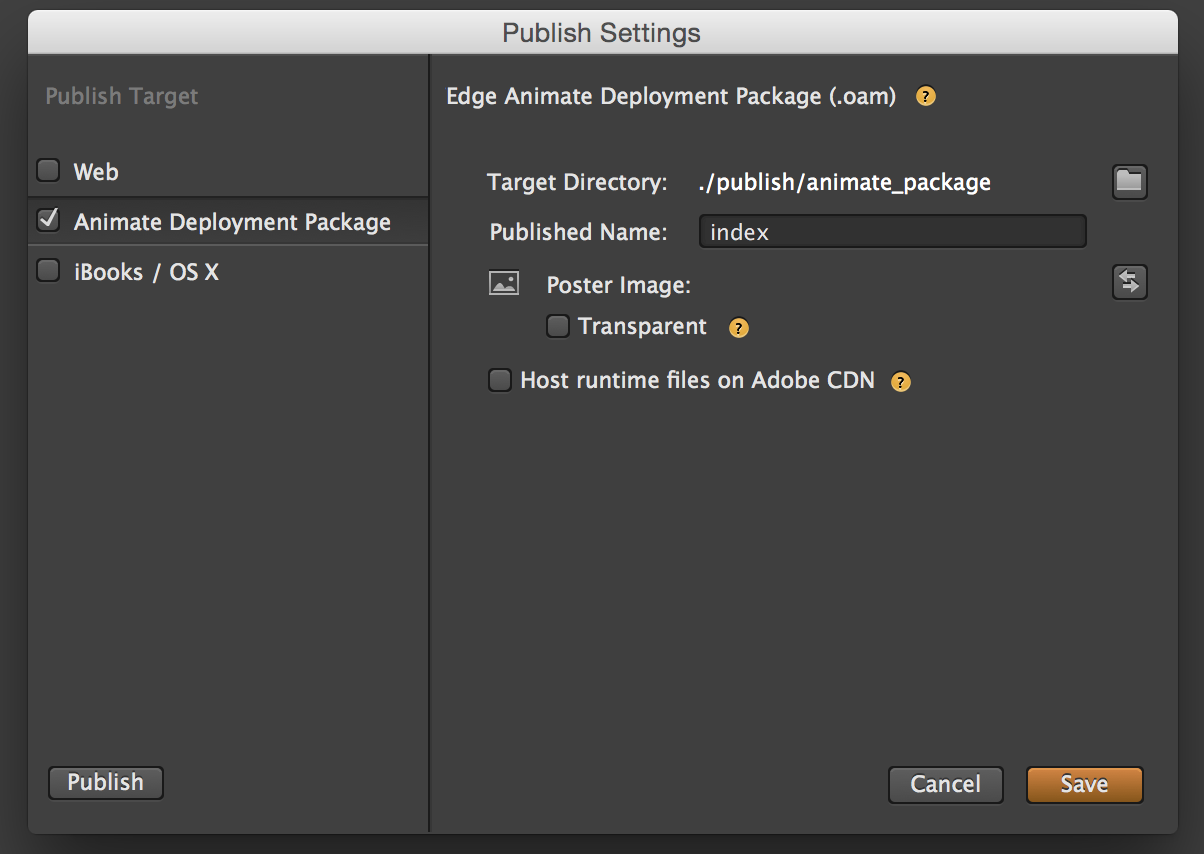 Publish Settings
Publish Target
Web
Animate Deployment Package
iBooks / OS X
Publish
Edge Animate Deployment Package (.oam) ?
Target Directory: ./publish/animate_package
Published Name: index
Poster Image:
Transparent ?
Host runtime files on Adobe CDN ?
Cancel Save